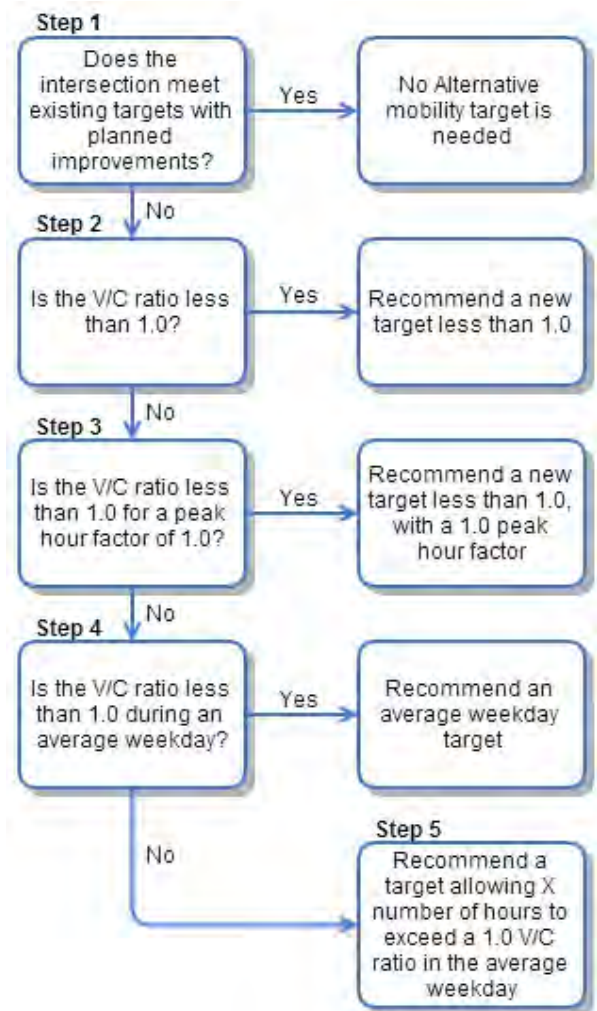 Step 1
Does the
intersection meet
existing targets with
planned
improvements?
Yes
No Alternative
mobility target is
needed
No
Step 2
Is the V/C ratio less
than 1.0?
Yes
Recommend a new
target less than 1.0
No
Step 3
Is the V/C ratio less
than 1.0 for a peak
hour factor of 1.0?
Yes
Recommend a new
target less than 1.0,
with a 1.0 peak
hour factor
No
Step 4
Is the V/C ratio less
than 1.0 during an
average weekday?
Yes
Recommend an
average weekday
target
No
Step 5
Recommend a
target allowing X
number of hours to
exceed a 1.0 V/C
ratio in the average
weekday